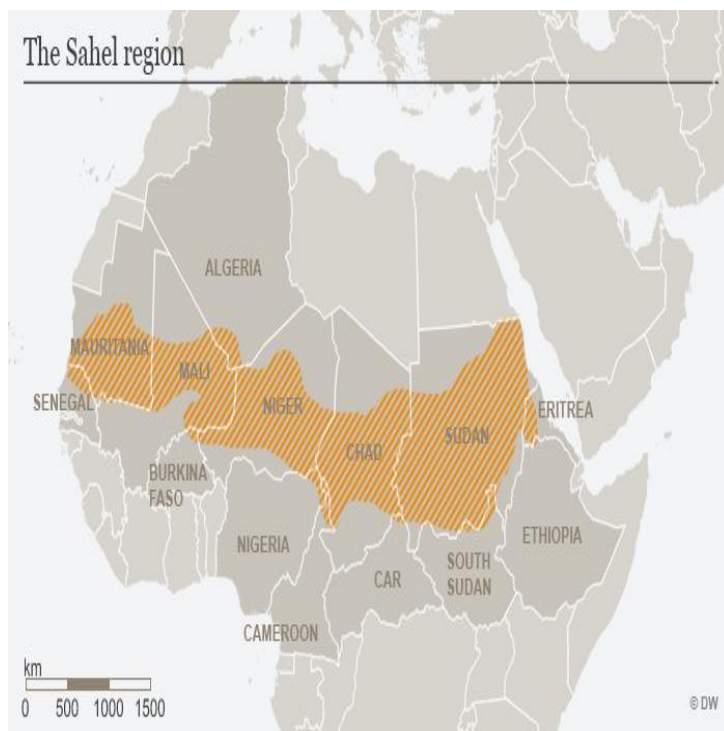 The Sahel region
ALGERIA
MAURITANIA
MALI
SENEGAL
NIGER
CHAD
SUDAN
ERITREA
BURKINA
FASO
NIGERIA
ETHIOPIA
SOUTH
SUDAN
CAR
CAMEROON
km
0 500 1000 1500
© DW